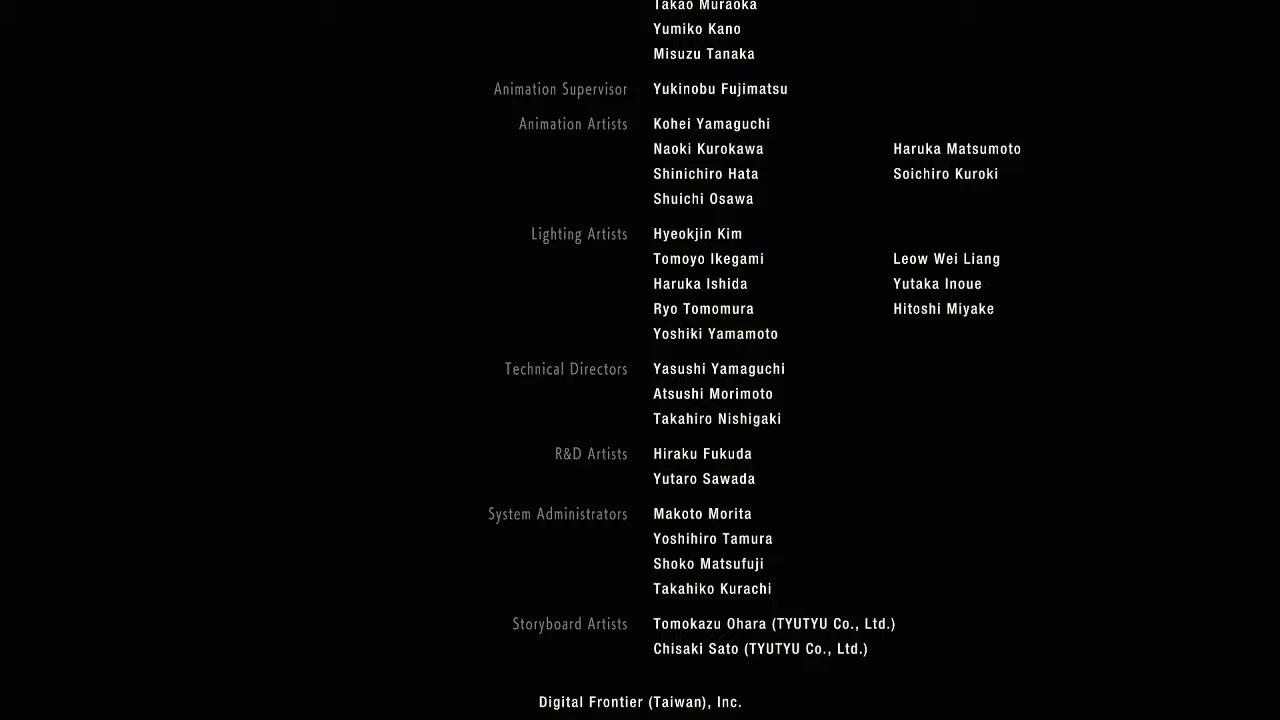 Takao Muraoka
Yumiko Kano
Misuzu Tanaka
Animation Supervisor Yukinobu Fujimatsu
Animation Artists Kohei Yamaguchi
Naoki Kurokawa Haruka Matsumoto
Shinichiro Hata Soichiro Kuroki
Shuichi Osawa
Lighting Artists Hyeokjin Kim
Tomoyo Ikegami Leow Wei Liang
Haruka Ishida Yutaka Inoue
Ryo Tomomura Hitoshi Miyake
Yoshiki Yamamoto
Technical Directors Yasushi Yamaguchi
Atsushi Morimoto
Takahiro Nishigaki
R&D Artists Hiraku Fukuda
Yutaro Sawada
System Administrators Makoto Morita
Yoshihiro Tamura
Shoko Matsufuji
Takahiko Kurachi
Storyboard Artists Tomokazu Ohara (TYUTYU Co., Ltd.)
Chisaki Sato (TYUTYU Co., Ltd.)
Digital Frontier (Taiwan), Inc.